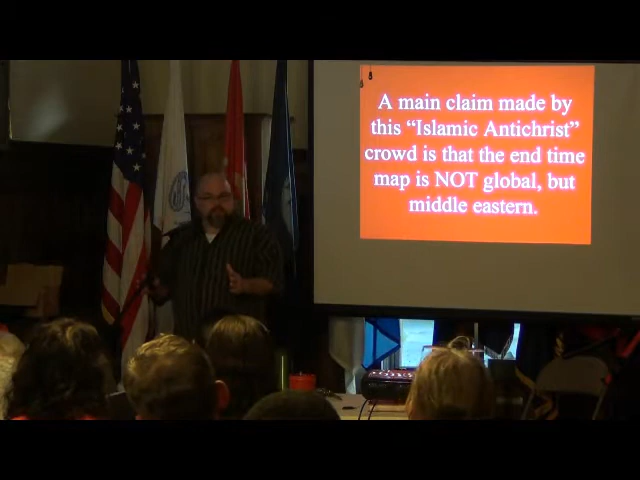 A main claim made by
this “Islamic Antichrist”
crowd is that the end time
map is NOT global, but
middle eastern.